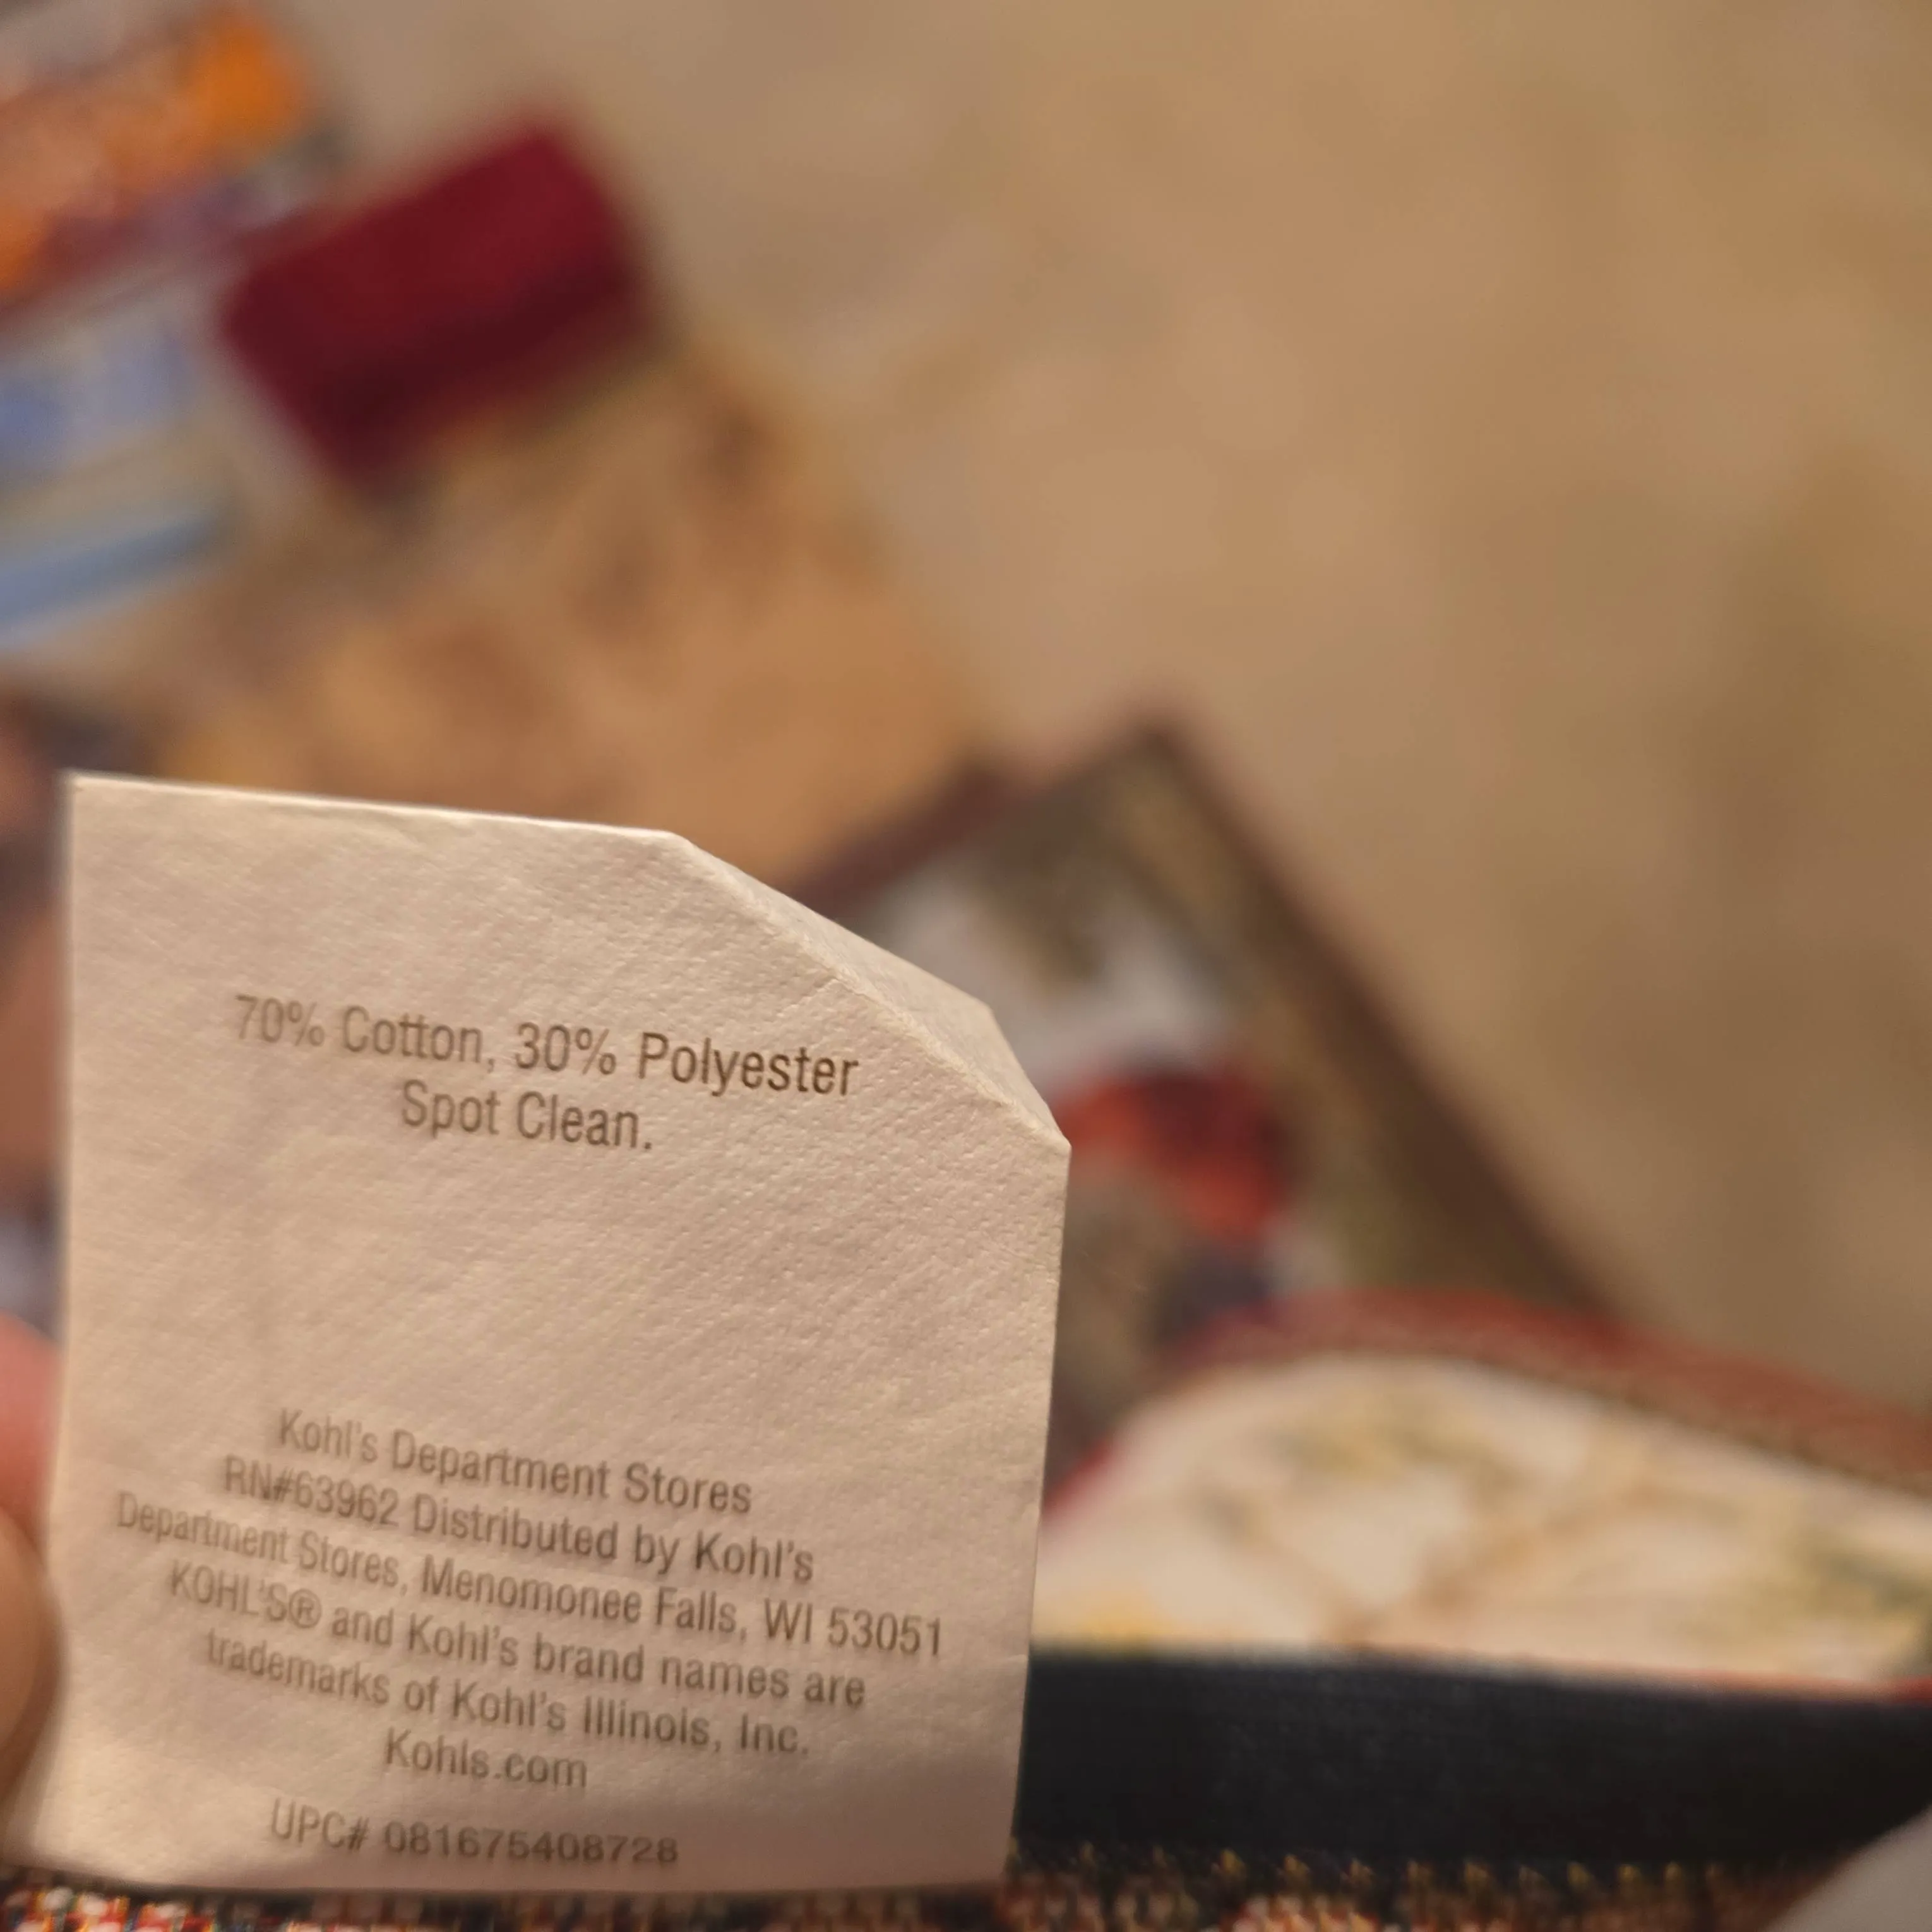 70% Cotton, 30% Polyester
Spot Clean.
Kohl's Department Stores
RN#63962 Distributed by Kohl's
Department Stores, Menomonee Falls, WI 53051
KOHL'S® and Kohl's brand names are
trademarks of Kohl's Illinois, Inc.
Kohls.com
UPC# 081675408728